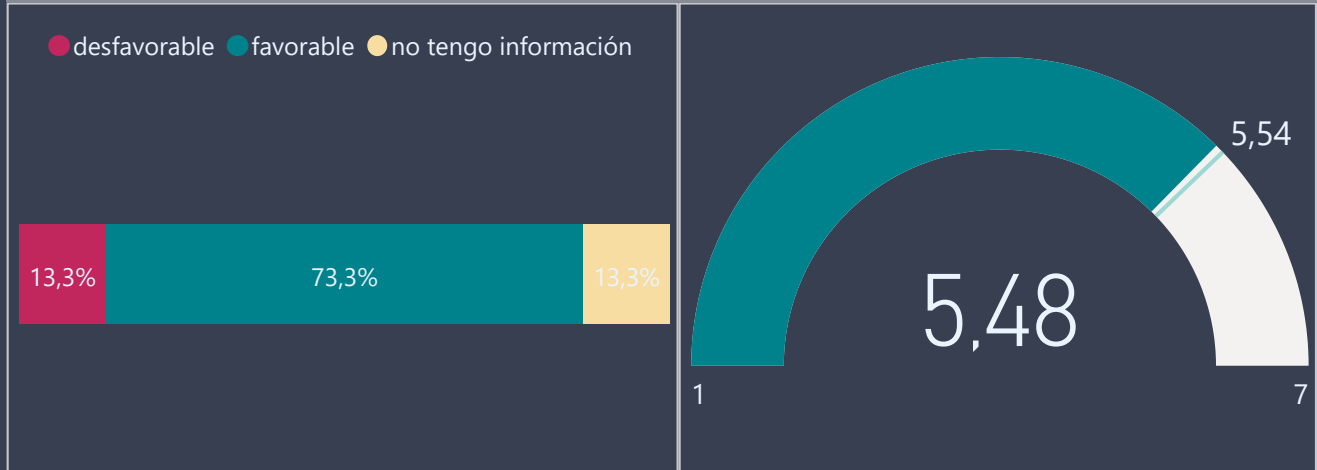 desfavorable favorable no tengo información
13,3% 73,3% 13,3%
5,54
5,48
1 7